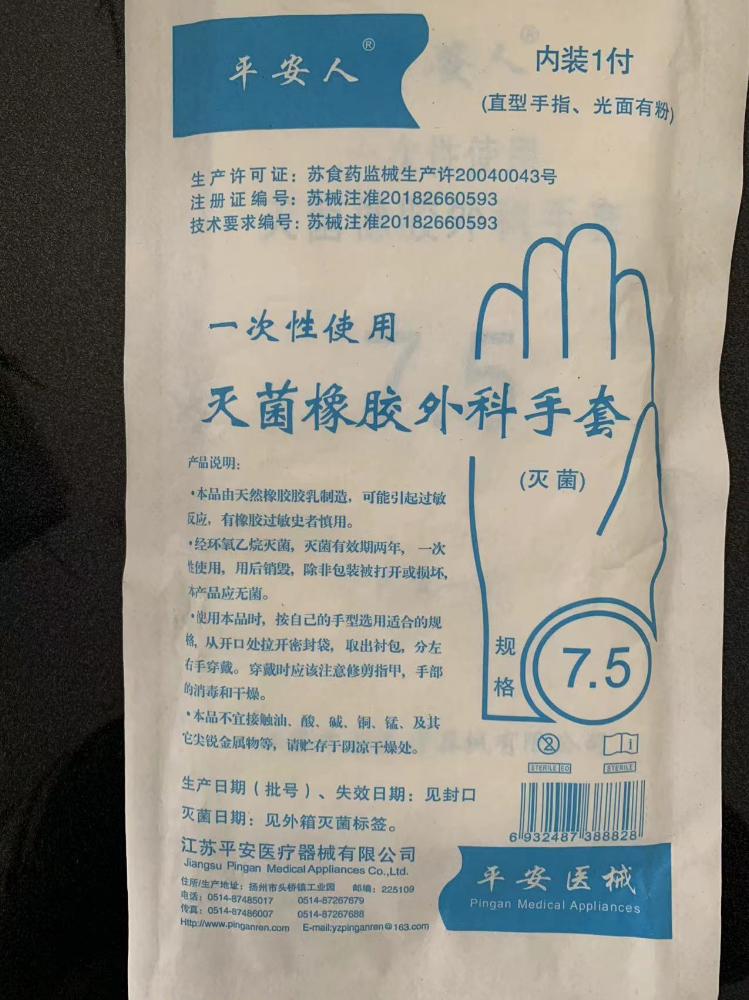 平安人®
内装1付
(直型手指、光面有粉)
生产许可证：苏食药监械生产许20040043号
注册证编号：苏械注准20182660593
技术要求编号：苏械注准20182660593
一次性使用
灭菌橡胶外科手套
(灭菌)
产品说明：
·本品由天然橡胶胶乳制造，可能引起过敏
反应，有橡胶过敏史者慎用。
·经环氧乙烷灭菌，灭菌有效期两年，一次
性使用，用后销毁，除非包装被打开或损坏，
本产品应无菌。
·使用本品时，按自己的手型选用适合的规
格，从开口处拉开密封袋，取出衬包，分左
右手穿戴。穿戴时应该注意修剪指甲，手部
的消毒和干燥。
·本品不宜接触油、酸、碱、铜、锰、及其
它尖锐金属物等，请贮存于阴凉干燥处。
规格
7.5
2
i
STERILE EO
STERILE
生产日期（批号）、失效日期：见封口
灭菌日期：见外箱灭菌标签。
6 932487 388828
江苏平安医疗器械有限公司
Jiangsu Pingan Medical Appliances Co.,Ltd.
住所/生产地址：扬州市头桥镇工业园 邮编：225109
电话：0514-87485017 0514-87267679
传真：0514-87486007 0514-87267688
Http://www.pinganren.com E-mail:yzpinganren@163.com
平安医械
Pingan Medical Appliances